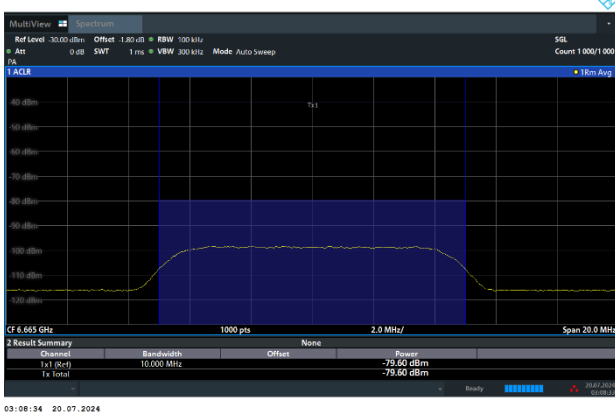 MultiView Spectrum
Ref Level -30.00 dBm Offset -1.80 dB RBW 100 kHz SGL
Att 0 dB SWT 1 ms VBW 300 kHz Mode Auto Sweep Count 1000/1000
PA
1 ACLR 1Rm Avg
-40 dBm
Tx1
-50 dBm
-60 dBm
-70 dBm
-80 dBm
-90 dBm
-100 dBm
-110 dBm
-120 dBm
CF 6.665 GHz 1000 pts 2.0 MHz/ Span 20.0 MHz
2 Result Summary None
Channel Bandwidth Offset Power
Tx1 (Ref) 10.000 MHz -79.60 dBm
Tx Total -79.60 dBm
Ready 20.07.2024
03:08:33
03:08:34 20.07.2024